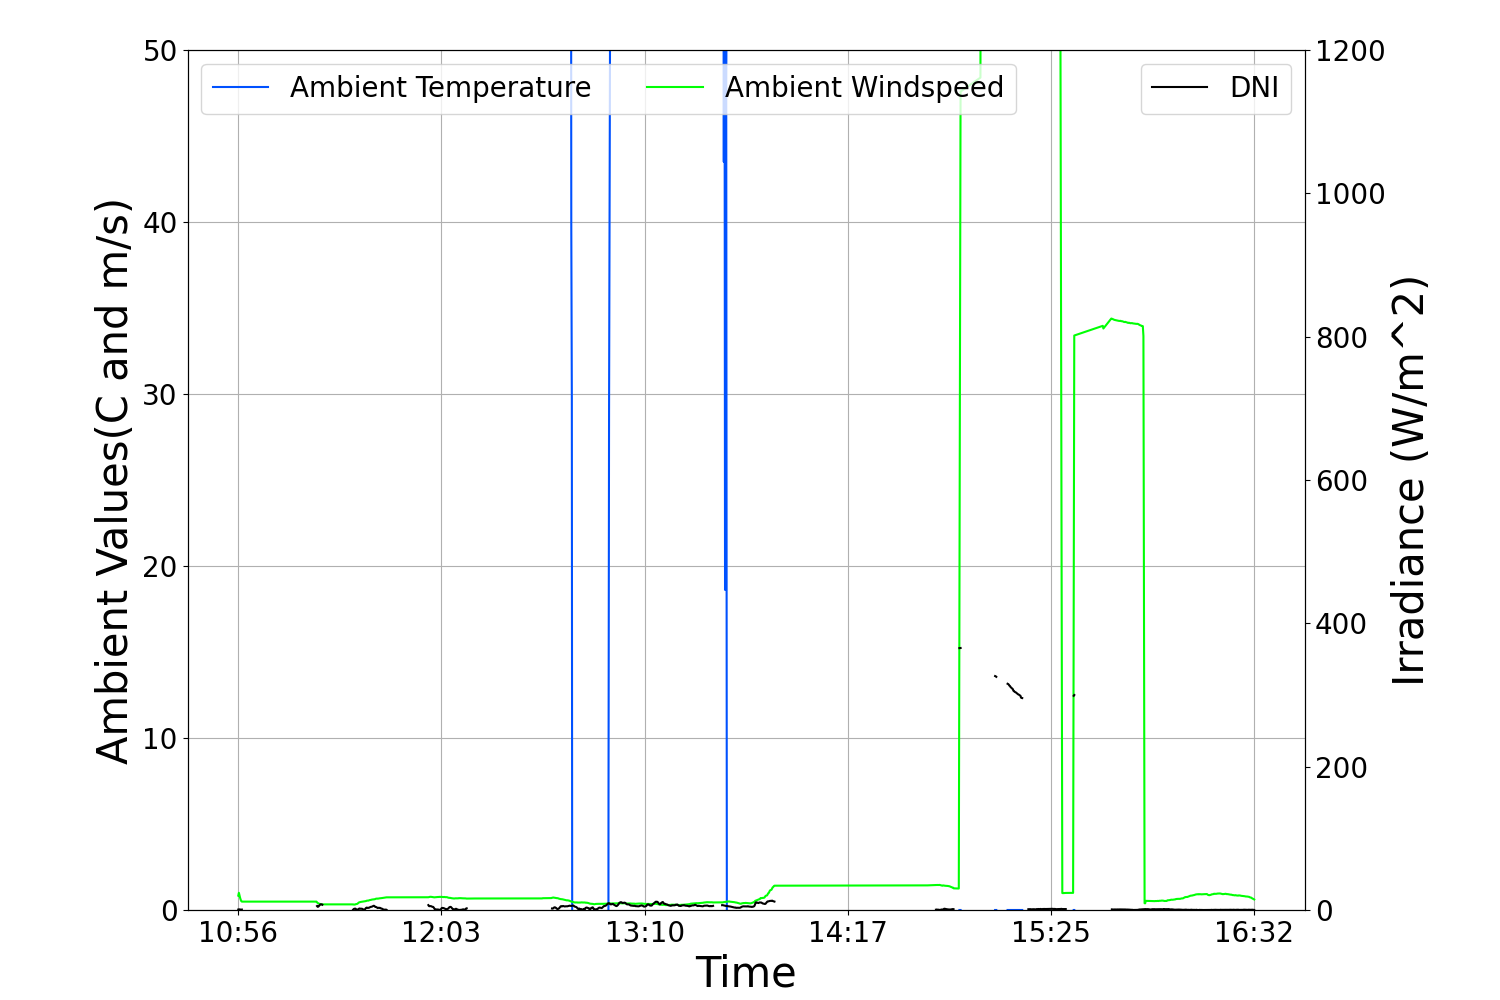 Ambient Temperature Ambient Windspeed DNI
Ambient Values(C and m/s)
50
40
30
20
10
0
1200
1000
800
600
400
200
0
Irradiance (W/m^2)
10:56 12:03 13:10 14:17 15:25 16:32
Time